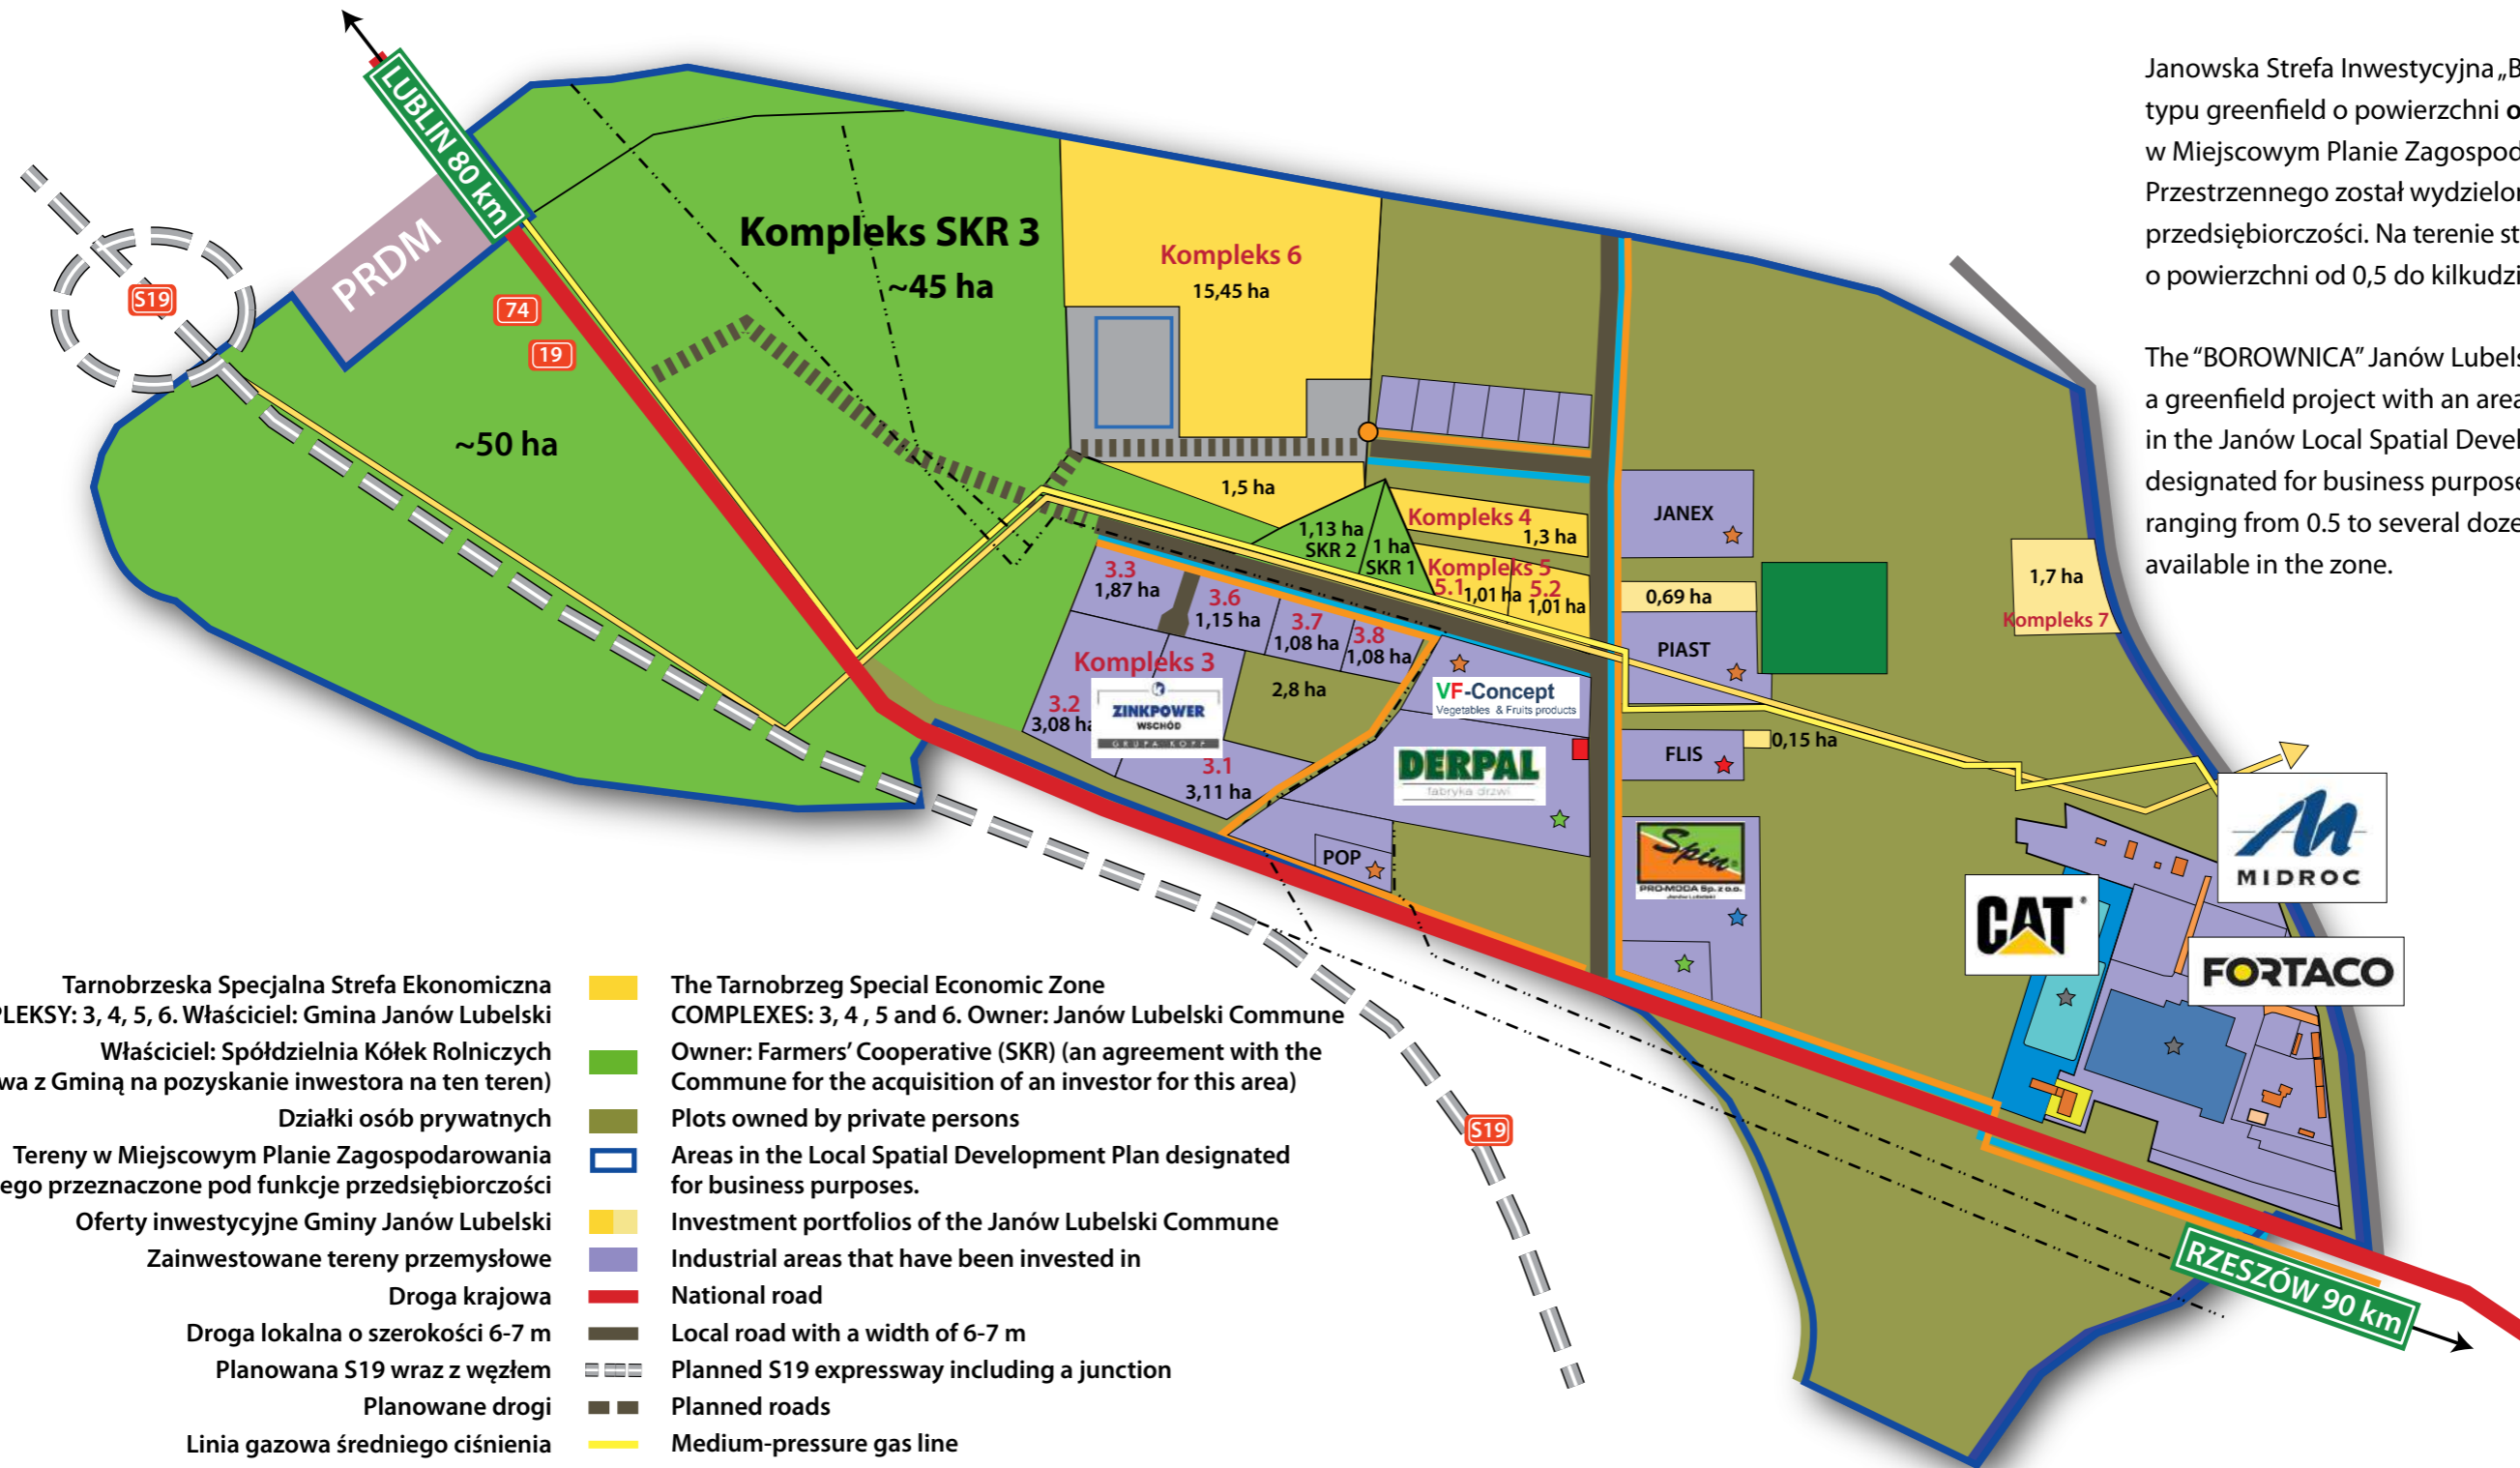 LUBLIN 80 km
PRDM
S19
74
19
Kompleks SKR 3
~45 ha
~50 ha
Kompleks 6
15,45 ha
1,5 ha
1,13 ha
SKR 2
1 ha
SKR 1
Kompleks 4
1,3 ha
Kompleks 5
5.1
1,01 ha
5.2
1,01 ha
3.3
1,87 ha
3.6
1,15 ha
3.7
1,08 ha
3.8
1,08 ha
Kompleks 3
3.2
3,08 ha
ZINKPOWER
WSCHÓD
GRUPA KOPF
2,8 ha
3.1
3,11 ha
VF-Concept
Vegetables & Fruits products
DERPAL
fabryka drzwi
POP
JANEX
0,69 ha
PIAST
FLIS
0,15 ha
Spin
PRO-MODA Sp. z o.o.
Janów Lubelski
1,7 ha
Kompleks 7
CAT
MIDROC
FORTACO
S19
RZESZÓW 90 km
Janowska Strefa Inwestycyjna „B
typu greenfield o powierzchni o
w Miejscowym Planie Zagospod
Przestrzennego został wydzielo
przedsiębiorczości. Na terenie st
o powierzchni od 0,5 do kilkudzi
The “BOROWNICA” Janów Lubels
a greenfield project with an area
in the Janów Local Spatial Devel
designated for business purpose
ranging from 0.5 to several doze
available in the zone.
Tarnobrzeska Specjalna Strefa Ekonomiczna
PLEKSY: 3, 4, 5, 6. Właściciel: Gmina Janów Lubelski
Właściciel: Spółdzielnia Kółek Rolniczych
wa z Gminą na pozyskanie inwestora na ten teren)
Działki osób prywatnych
Tereny w Miejscowym Planie Zagospodarowania
ego przeznaczone pod funkcje przedsiębiorczości
Oferty inwestycyjne Gminy Janów Lubelski
Zainwestowane tereny przemysłowe
Droga krajowa
Droga lokalna o szerokości 6-7 m
Planowana S19 wraz z węzłem
Planowane drogi
Linia gazowa średniego ciśnienia
The Tarnobrzeg Special Economic Zone
COMPLEXES: 3, 4 , 5 and 6. Owner: Janów Lubelski Commune
Owner: Farmers’ Cooperative (SKR) (an agreement with the
Commune for the acquisition of an investor for this area)
Plots owned by private persons
Areas in the Local Spatial Development Plan designated
for business purposes.
Investment portfolios of the Janów Lubelski Commune
Industrial areas that have been invested in
National road
Local road with a width of 6-7 m
Planned S19 expressway including a junction
Planned roads
Medium-pressure gas line